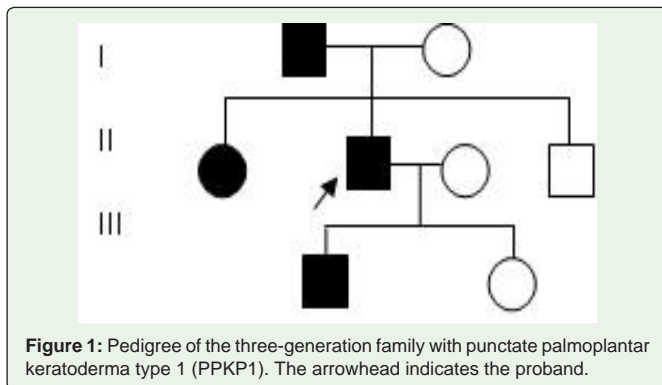 I
II
III
Figure 1: Pedigree of the three-generation family with punctate palmoplantar
keratoderma type 1 (PPKP1). The arrowhead indicates the proband.